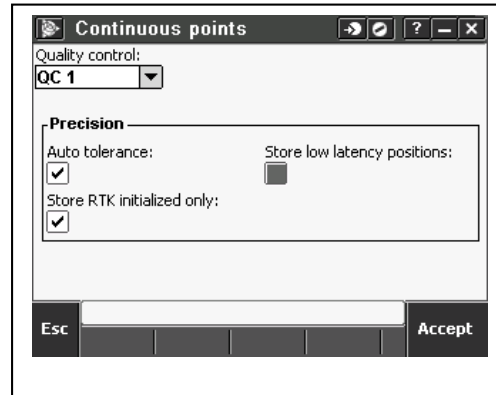 Continuous points
?
Quality control:
QC 1
Precision
Auto tolerance:
Store low latency positions:
Store RTK initialized only:
Esc
Accept